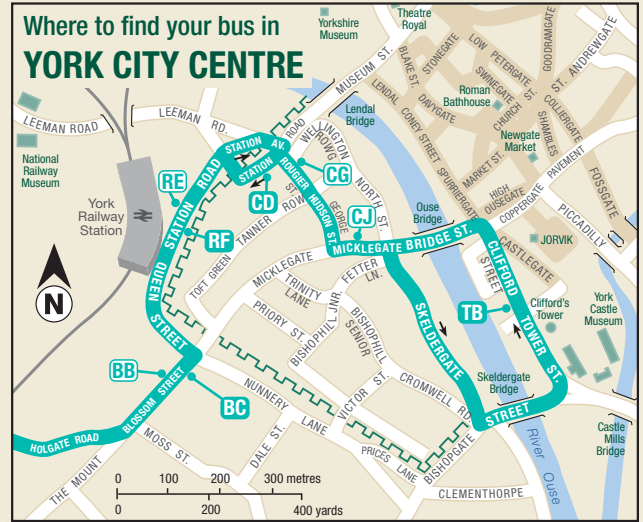 Where to find your bus in
YORK CITY CENTRE
Yorkshire
Museum
Theatre
Royal
MUSEUM ST.
BLAKE ST.
STONEGATE
LOW PETERGATE
GOODRAMGATE
ST. ANDREWGATE
SWINEGATE
CHURCH ST.
COLLIERGATE
SHAMBLES
Roman
Bathhouse
DAVYGATE
LENDAL
CONEY STREET
Lendal
Bridge
LEEMAN ROAD
LEEMAN RD.
National
Railway
Museum
York
Railway
Station
STATION AV.
STATION
ROAD
STATION ROAD
WELLINGTON
ROW
ROUGIER ST.
GEORGE HUDSON ST.
TANNER ROW
TOFT GREEN
NORTH ST.
RE
RF
CD
CG
CJ
Newgate
Market
MARKET ST.
SPURRIERGATE
HIGH
OUSEGATE
COPPERGATE
PAVEMENT
FOSSGATE
PICCADILLY
Ouse
Bridge
MICKLEGATE
BRIDGE ST.
MICKLEGATE
JORVIK
CASTLEGATE
CLIFFORD
STREET
TOWER ST.
Clifford's
Tower
York
Castle
Museum
TB
N
QUEEN
STREET
FETTER
LN.
TRINITY
LANE
PRIORY ST.
BISHOPHILL JNR
BISHOPHILL
SENIOR
SKELDERGATE
CROMWELL RD.
VICTOR ST.
Skeldergate
Bridge
TOWER
STREET
BB
BC
BLOSSOM STREET
HOLGATE ROAD
NUNNERY LANE
DALE ST.
MOSS ST.
THE MOUNT
PRICES LANE
BISHOPGATE
CLEMENTHORPE
River
Ouse
Castle
Mills
Bridge
0 100 200 300 metres
0 200 400 yards